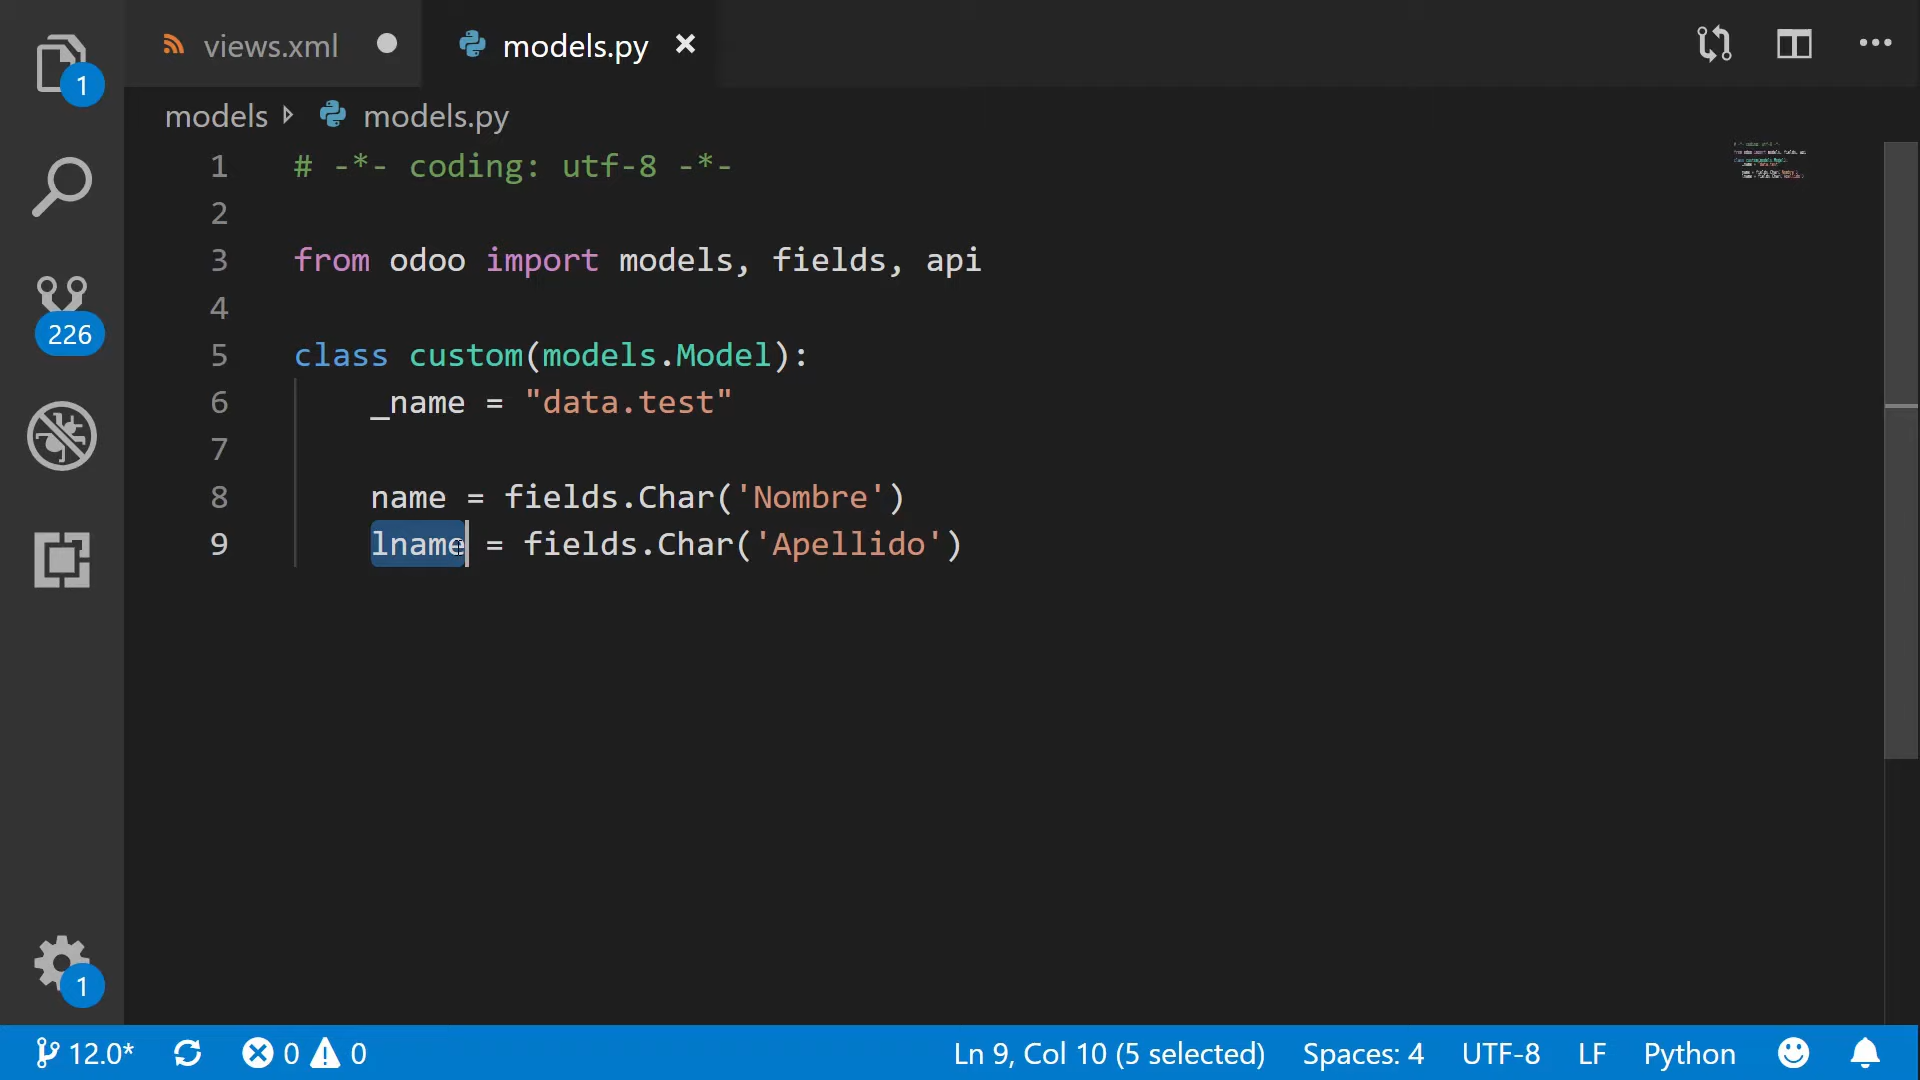 views.xml
models.py
models models.py
1
226
1
1 # -*- coding: utf-8 -*-
2
3 from odoo import models, fields, api
4
5 class custom(models.Model):
6 _name = "data.test"
7
8 name = fields.Char('Nombre')
9 lname = fields.Char('Apellido')
12.0* 0 0 Ln 9, Col 10 (5 selected) Spaces: 4 UTF-8 LF Python